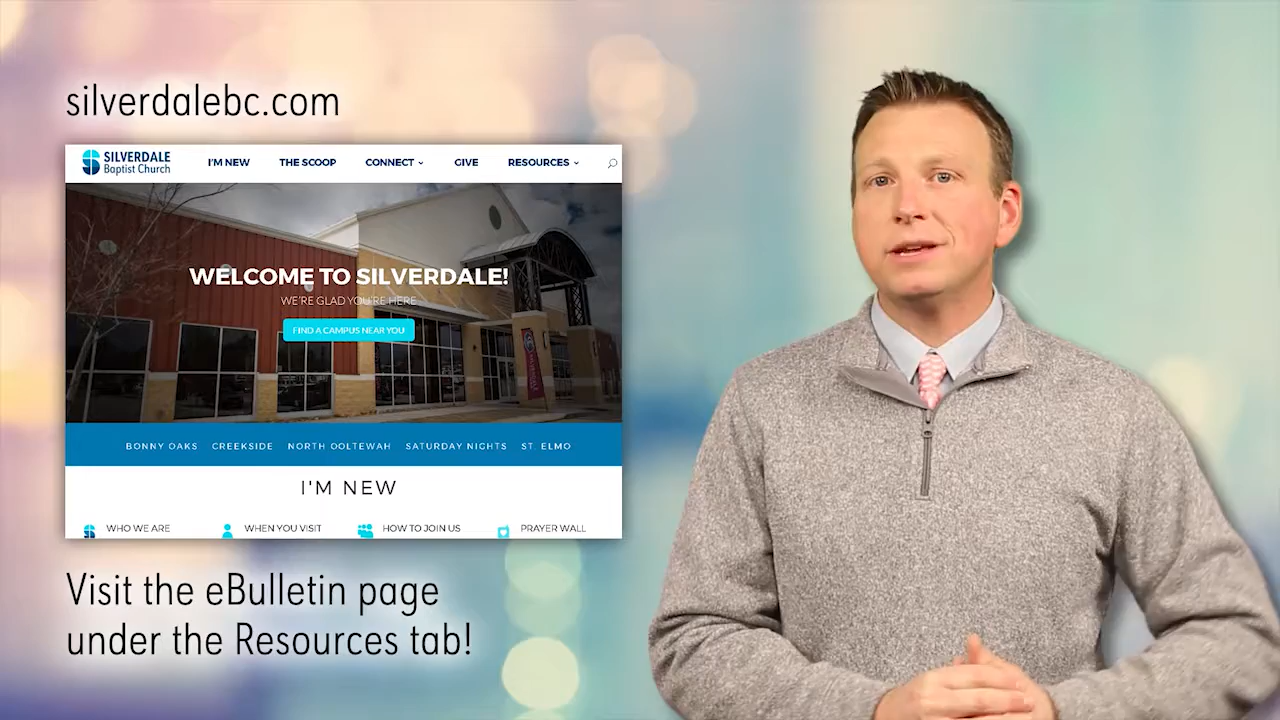 silverdalebc.com
SILVERDALE
Baptist Church
I'M NEW THE SCOOP CONNECT GIVE RESOURCES
WELCOME TO SILVERDALE!
WE'RE GLAD YOU'RE HERE
FIND A CAMPUS NEAR YOU
BONNY OAKS CREEKSIDE NORTH OOLTEWAH SATURDAY NIGHTS ST. ELMO
I'M NEW
WHO WE ARE WHEN YOU VISIT HOW TO JOIN US PRAYER WALL
Visit the eBulletin page
under the Resources tab!